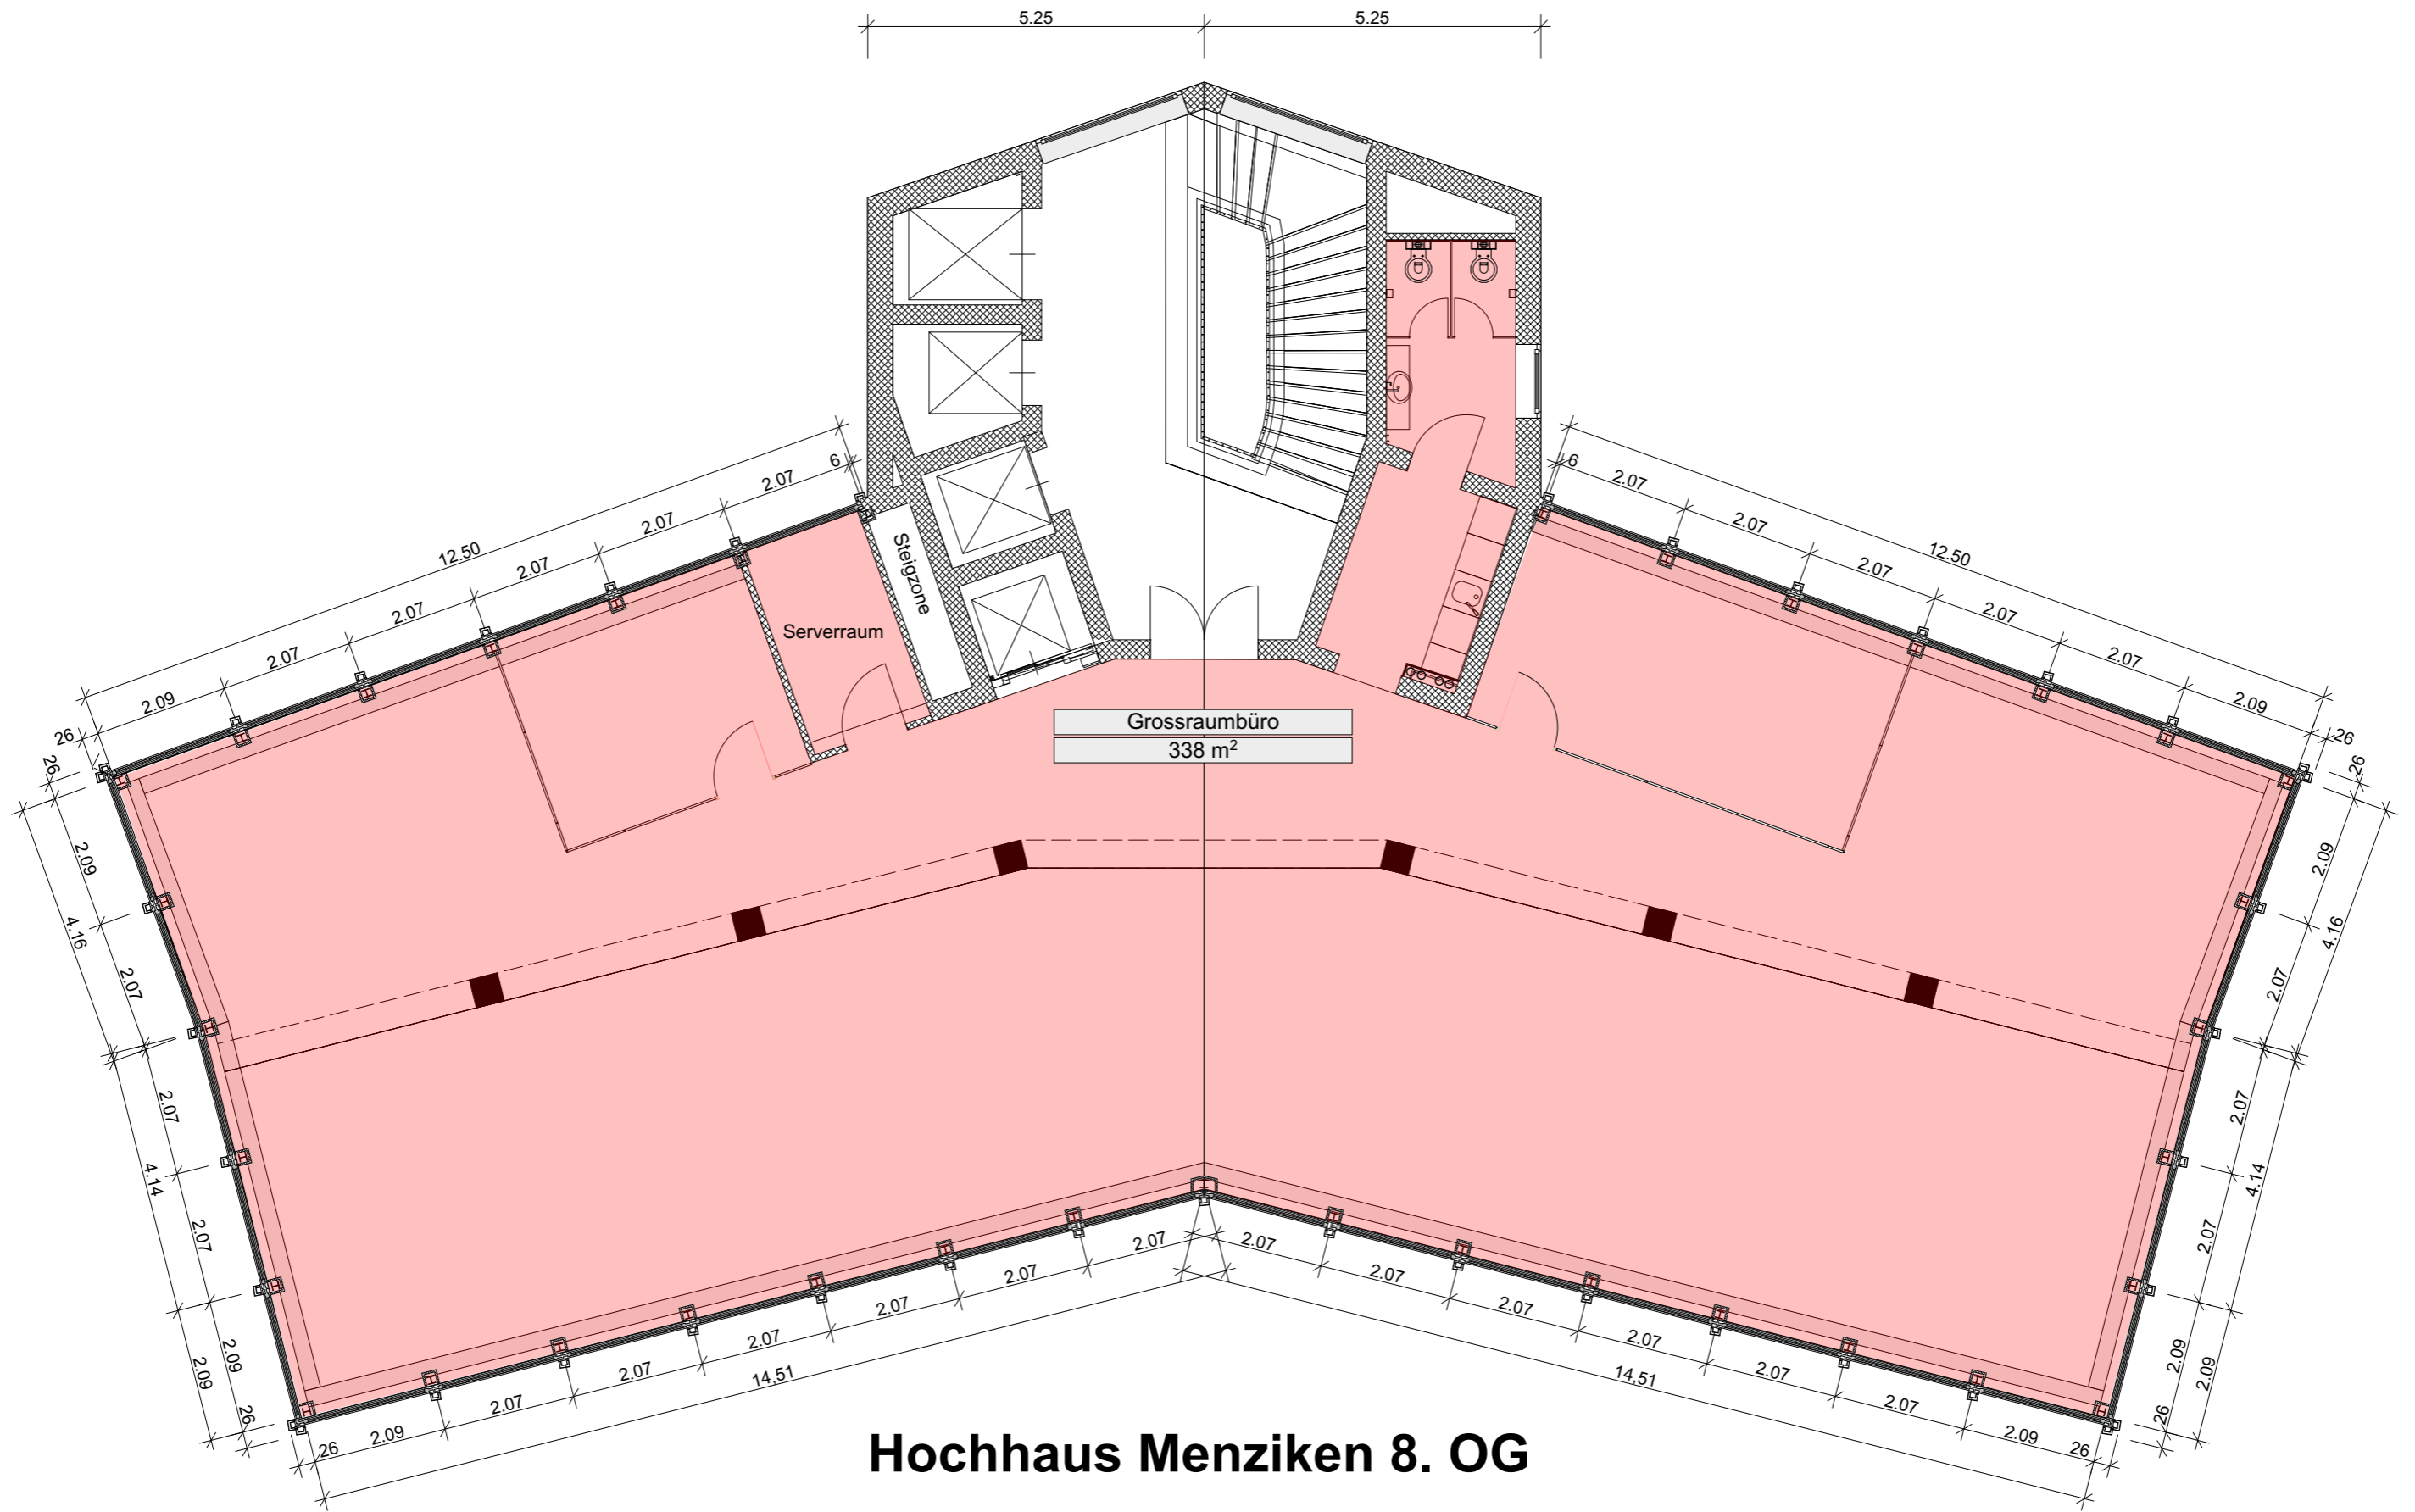 5.25 5.25
6 2.07 2.07 2.07 2.07 2.07 2.09 26
12.50
6 2.07 2.07 2.07 2.07 2.07 2.09 26
12.50
Steigzone
Serverraum
Grossraumbüro
338 m²
26 2.09 2.07 2.07 2.07 2.09 26
4.16 4.14 2.09
26 2.09 2.07 2.07 2.07 2.09 26
4.16 4.14 2.09
26 2.09 2.07 2.07 2.07 2.07 2.07 2.07
14,51
2.07 2.07 2.07 2.07 2.07 2.07 2.09 26
14,51
Hochhaus Menziken 8. OG